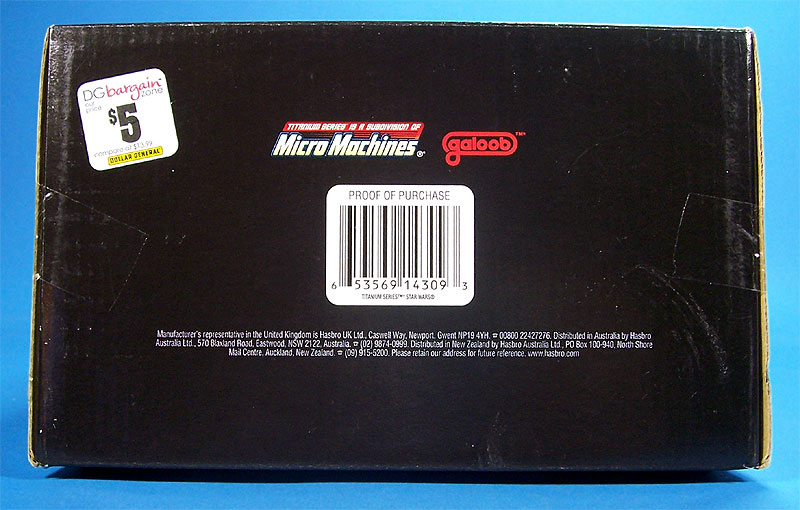 DG bargain™
zone
our
price
$5
compare at $13.99
DOLLAR GENERAL®
TITANIUM SERIES IS A SUBDIVISION OF
Micro Machines®
galoob™*
PROOF OF PURCHASE
6 53569 14309 3
TITANIUM SERIES™ STAR WARS®
Manufacturer's representative in the United Kingdom is Hasbro UK Ltd., Caswell Way, Newport, Gwent NP19 4YH. ☎ 00800 22427276. Distributed in Australia by Hasbro
Australia Ltd., 570 Blaxland Road, Eastwood, NSW 2122, Australia. ☎ (02) 9874-0999. Distributed in New Zealand by Hasbro Australia Ltd., PO Box 100-940, North Shore
Mail Centre, Auckland, New Zealand. ☎ (09) 915-5200. Please retain our address for future reference. www.hasbro.com